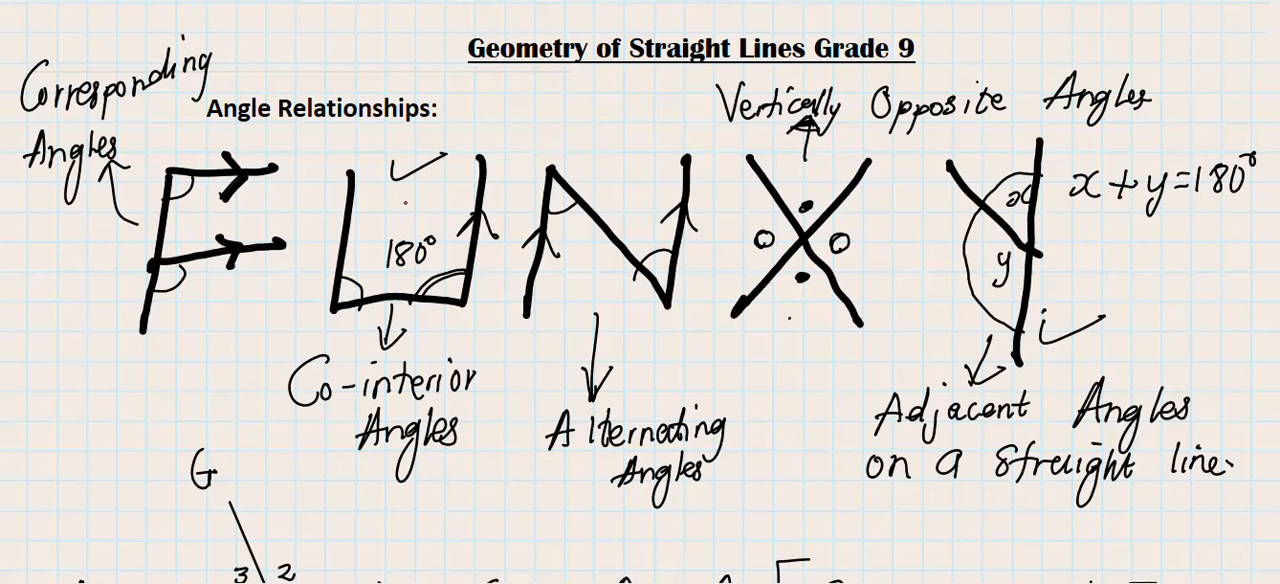 Geometry of Straight Lines Grade 9
Corresponding
Angles
Angle Relationships:
Vertically Opposite Angles
180°
x
y
x + y = 180°
Co-interior
Angles
Alternating
Angles
Adjacent Angles
on a straight line.
G
3 2